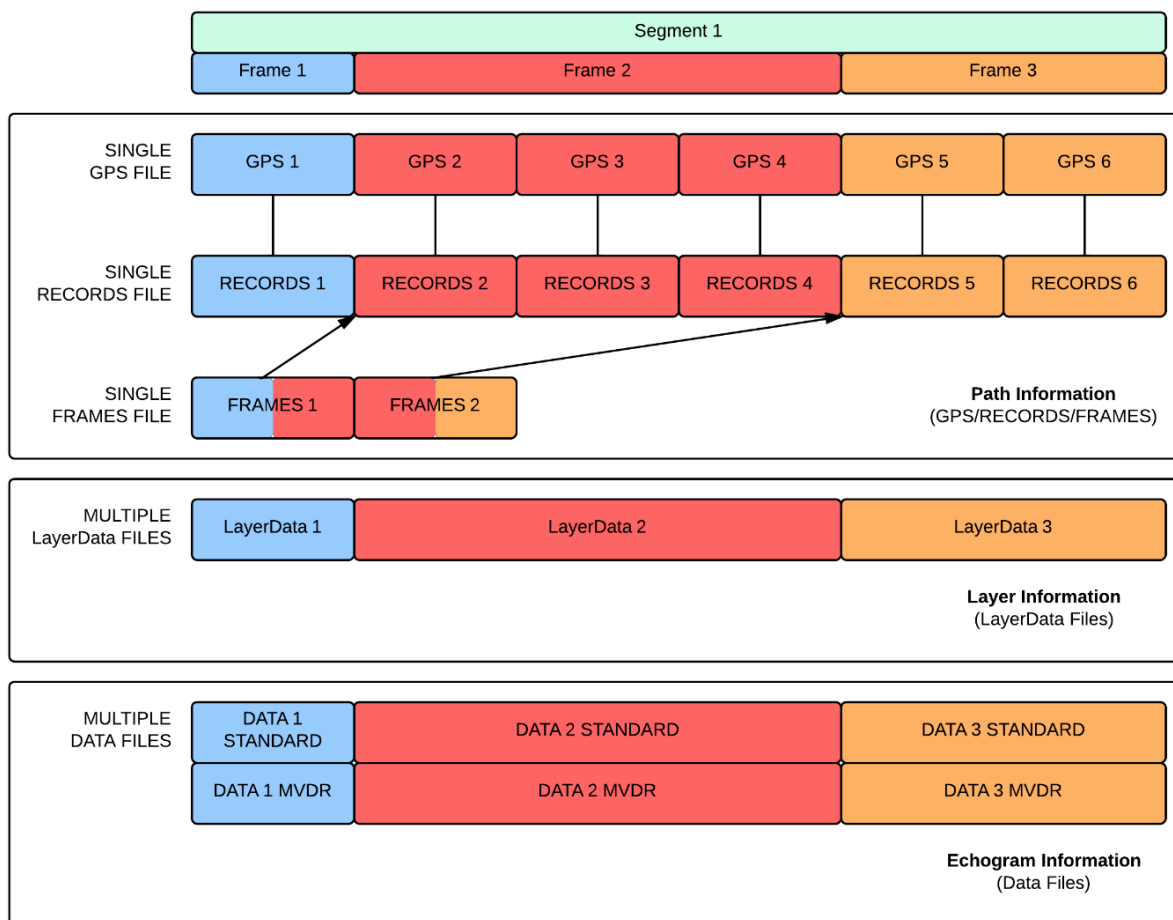 Segment 1
Frame 1
Frame 2
Frame 3
SINGLE
GPS FILE
GPS 1
GPS 2
GPS 3
GPS 4
GPS 5
GPS 6
SINGLE
RECORDS FILE
RECORDS 1
RECORDS 2
RECORDS 3
RECORDS 4
RECORDS 5
RECORDS 6
SINGLE
FRAMES FILE
FRAMES 1
FRAMES 2
Path Information
(GPS/RECORDS/FRAMES)
MULTIPLE
LayerData FILES
LayerData 1
LayerData 2
LayerData 3
Layer Information
(LayerData Files)
MULTIPLE
DATA FILES
DATA 1
STANDARD
DATA 2 STANDARD
DATA 3 STANDARD
DATA 1 MVDR
DATA 2 MVDR
DATA 3 MVDR
Echogram Information
(Data Files)